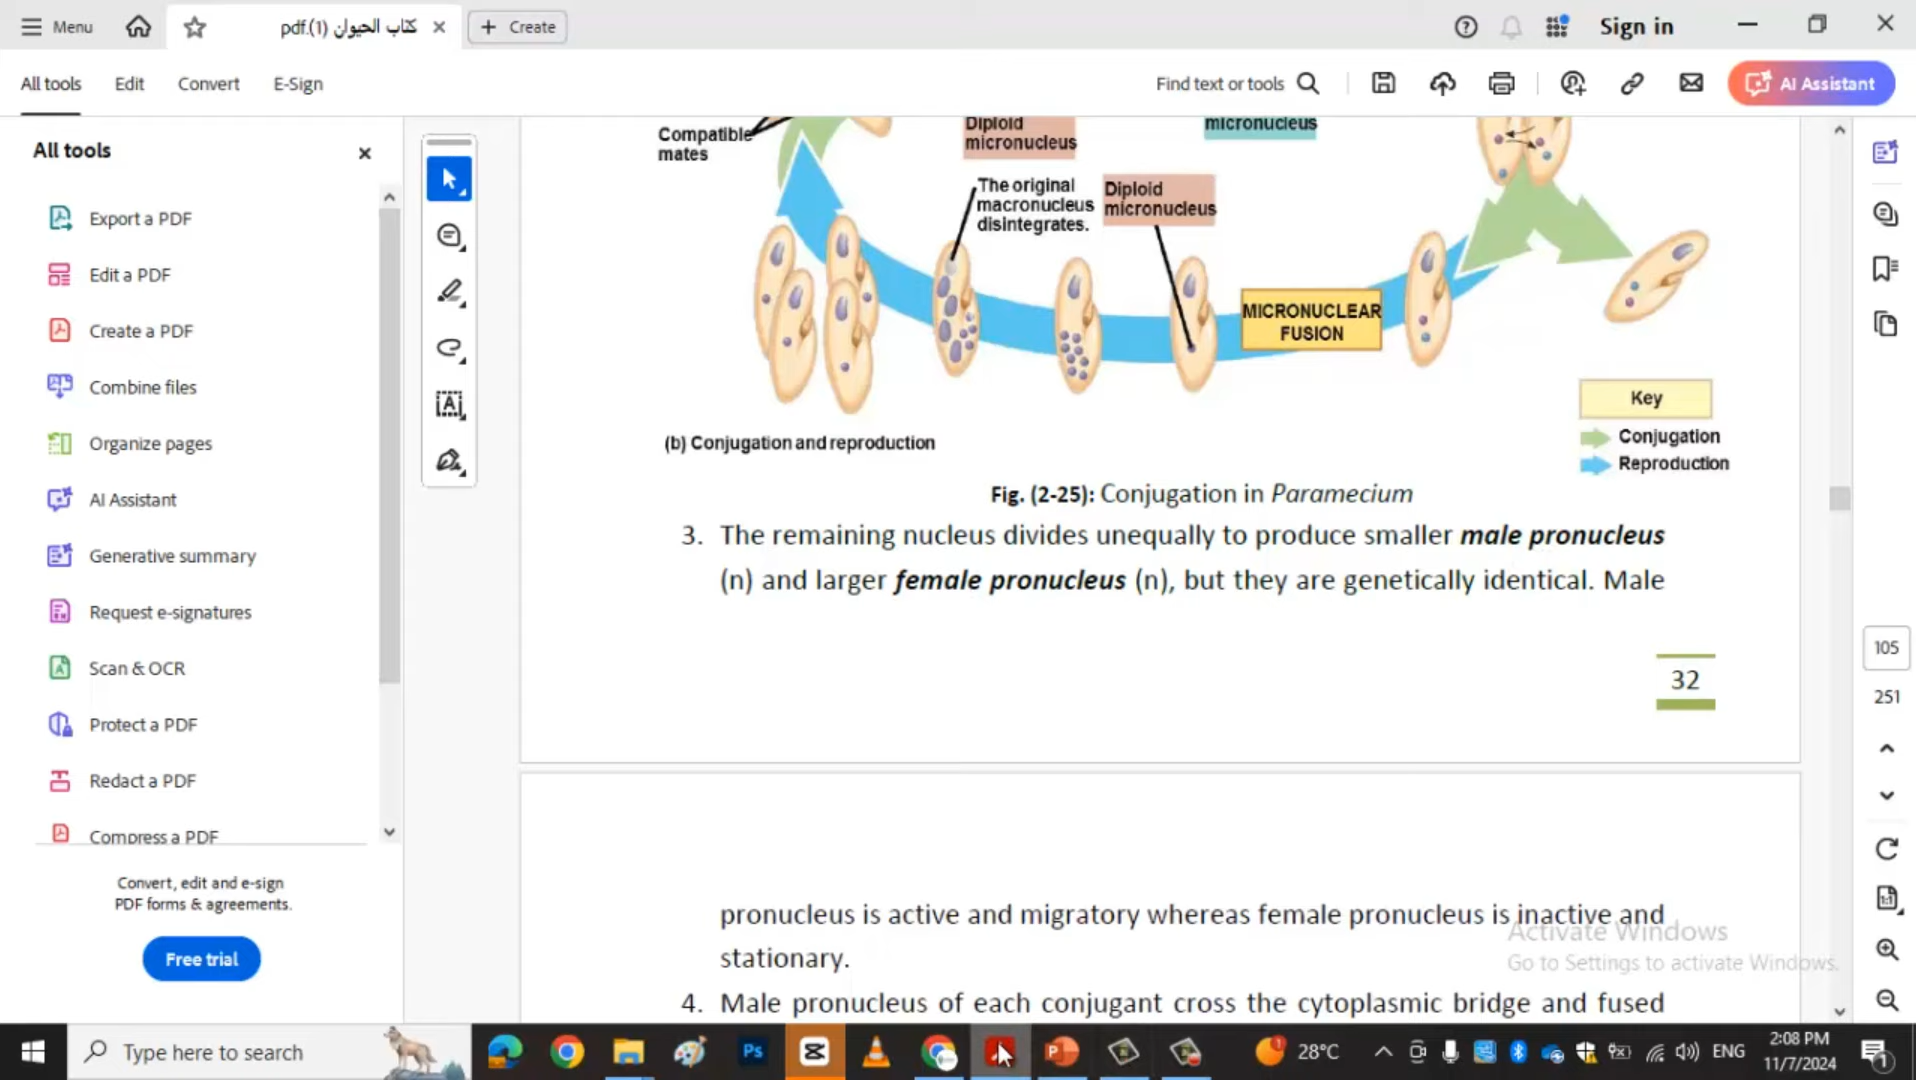 Menu
كتاب الحيوان (1).pdf
Create
Sign in
All tools
Edit
Convert
E-Sign
Find text or tools
AI Assistant
All tools
Export a PDF
Edit a PDF
Create a PDF
Combine files
Organize pages
AI Assistant
Generative summary
Request e-signatures
Scan & OCR
Protect a PDF
Redact a PDF
Compress a PDF
Convert, edit and e-sign
PDF forms & agreements.
Free trial
Compatible
mates
Diploid
micronucleus
micronucleus
The original
macronucleus
disintegrates.
Diploid
micronucleus
MICRONUCLEAR
FUSION
Key
Conjugation
Reproduction
(b) Conjugation and reproduction
Fig. (2-25): Conjugation in Paramecium
3. The remaining nucleus divides unequally to produce smaller male pronucleus
(n) and larger female pronucleus (n), but they are genetically identical. Male
32
pronucleus is active and migratory whereas female pronucleus is inactive and
stationary.
4. Male pronucleus of each conjugant cross the cytoplasmic bridge and fused
105
251
Activate Windows
Go to Settings to activate Windows.
Type here to search
Ps
28°C
ENG
2:08 PM
11/7/2024
1